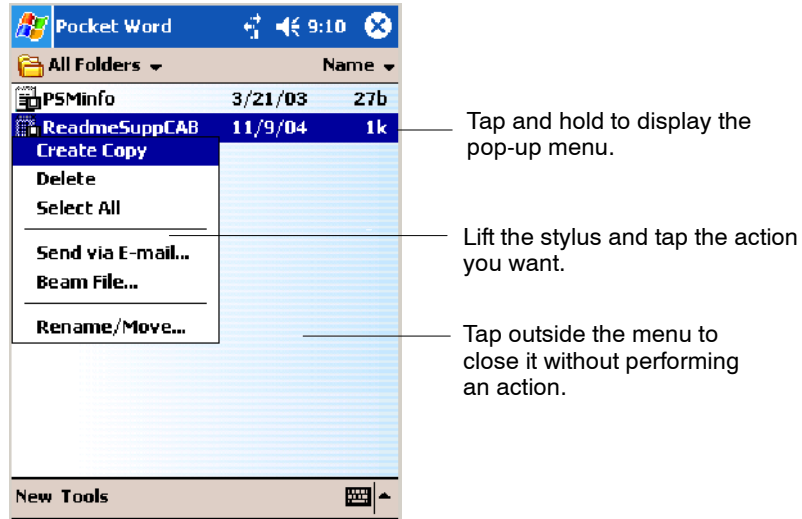 Pocket Word 9:10
All Folders Name
PSMinfo 3/21/03 27b
ReadmeSuppCAB 11/9/04 1k
Create Copy
Delete
Select All
Send via E-mail...
Beam File...
Rename/Move...
New Tools
Tap and hold to display the
pop-up menu.
Lift the stylus and tap the action
you want.
Tap outside the menu to
close it without performing
an action.